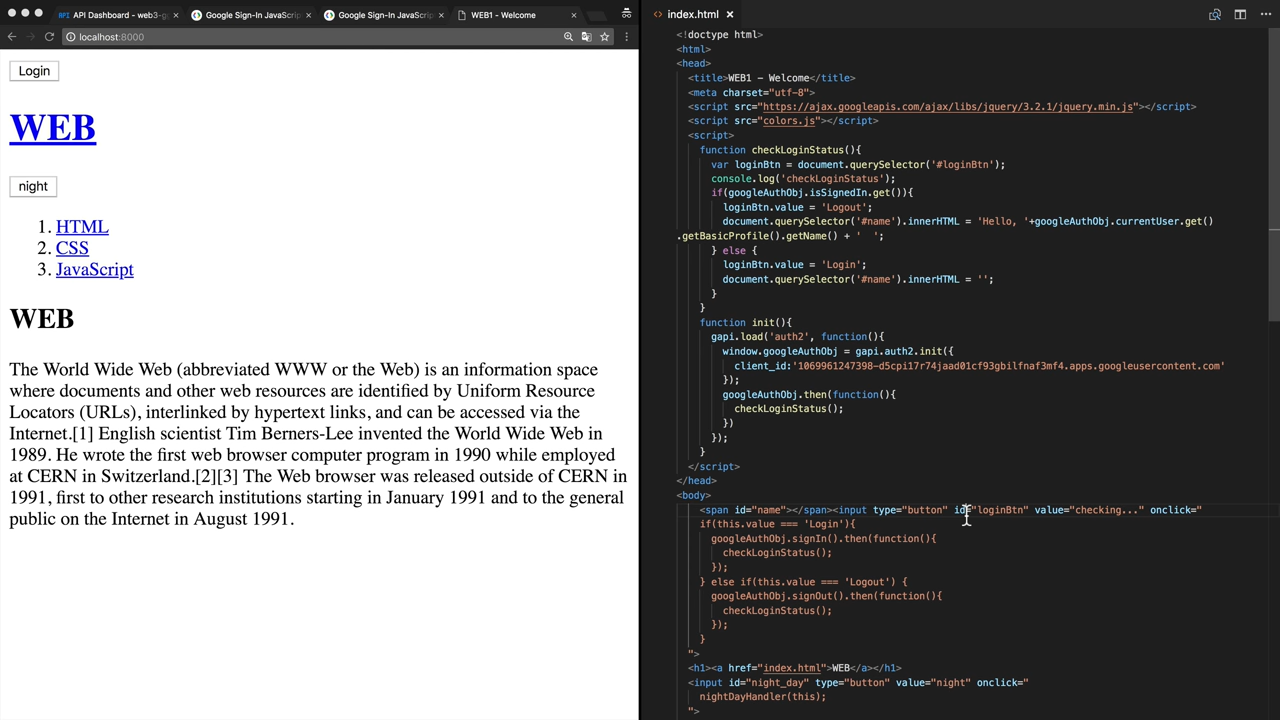 API Dashboard - web3-g
Google Sign-In JavaScrip
Google Sign-In JavaScrip
WEB1 - Welcome
localhost:8000
Login
WEB
night
1. HTML
2. CSS
3. JavaScript
WEB
The World Wide Web (abbreviated WWW or the Web) is an information space
where documents and other web resources are identified by Uniform Resource
Locators (URLs), interlinked by hypertext links, and can be accessed via the
Internet.[1] English scientist Tim Berners-Lee invented the World Wide Web in
1989. He wrote the first web browser computer program in 1990 while employed
at CERN in Switzerland.[2][3] The Web browser was released outside of CERN in
1991, first to other research institutions starting in January 1991 and to the general
public on the Internet in August 1991.
index.html
<!doctype html>
<html>
<head>
<title>WEB1 - Welcome</title>
<meta charset="utf-8">
<script src="https://ajax.googleapis.com/ajax/libs/jquery/3.2.1/jquery.min.js"></script>
<script src="colors.js"></script>
<script>
function checkLoginStatus(){
var loginBtn = document.querySelector('#loginBtn');
console.log('checkLoginStatus');
if(googleAuthObj.isSignedIn.get()){
loginBtn.value = 'Logout';
document.querySelector('#name').innerHTML = 'Hello, '+googleAuthObj.currentUser.get()
.getBasicProfile().getName() + '  ';
} else {
loginBtn.value = 'Login';
document.querySelector('#name').innerHTML = '';
}
}
function init(){
gapi.load('auth2', function(){
window.googleAuthObj = gapi.auth2.init({
client_id:'1069961247398-d5cpi17r74jaad01cf93gbilfnaf3mf4.apps.googleusercontent.com'
});
googleAuthObj.then(function(){
checkLoginStatus();
})
});
}
</script>
</head>
<body>
<span id="name"></span><input type="button" id="loginBtn" value="checking..." onclick="
if(this.value === 'Login'){
googleAuthObj.signIn().then(function(){
checkLoginStatus();
});
} else if(this.value === 'Logout') {
googleAuthObj.signOut().then(function(){
checkLoginStatus();
});
}
">
<h1><a href="index.html">WEB</a></h1>
<input id="night_day" type="button" value="night" onclick="
nightDayHandler(this);
">